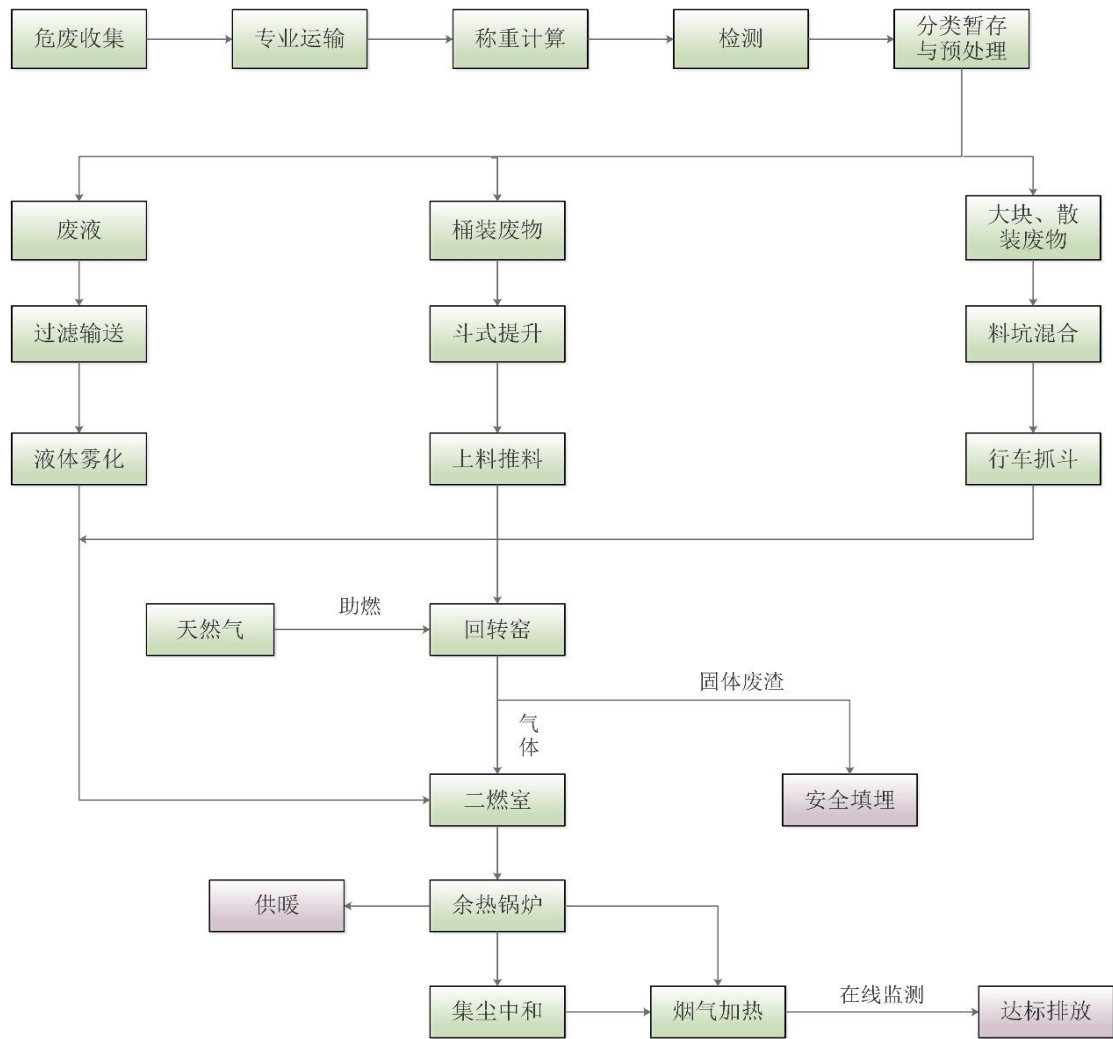 危废收集
专业运输
称重计算
检测
分类暂存
与预处理
废液
桶装废物
大块、散
装废物
过滤输送
斗式提升
料坑混合
液体雾化
上料推料
行车抓斗
天然气
助燃
回转窑
固体废渣
气
体
二燃室
安全填埋
供暖
余热锅炉
集尘中和
烟气加热
在线监测
达标排放